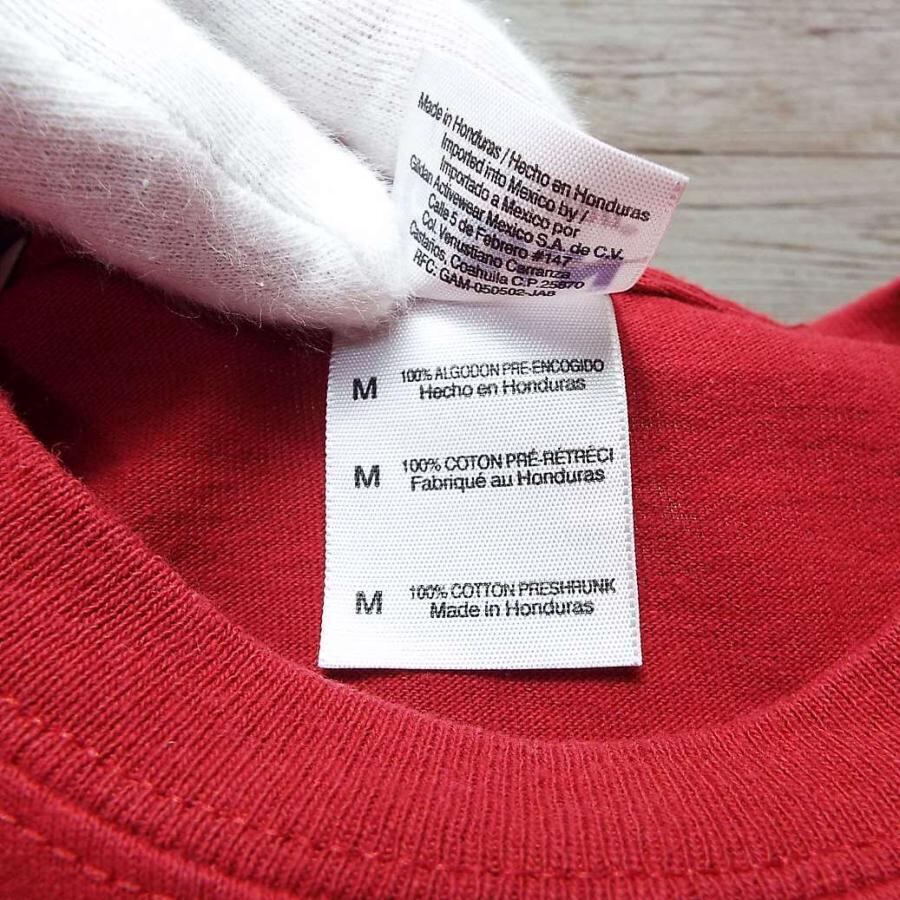 Made in Honduras / Hecho en Honduras
Imported into Mexico by /
Importado a Mexico por
Gildan Activewear Mexico S.A. de C.V.
Calle 5 de Febrero #147
Col. Venustiano Carranza
Castaños, Coahuila C.P. 25870
RFC: GAM-050502-JA8
M 100% ALGODON PRE-ENCOGIDO
Hecho en Honduras
M 100% COTON PRÉ-RÉTRÉCI
Fabriqué au Honduras
M 100% COTTON PRESHRUNK
Made in Honduras